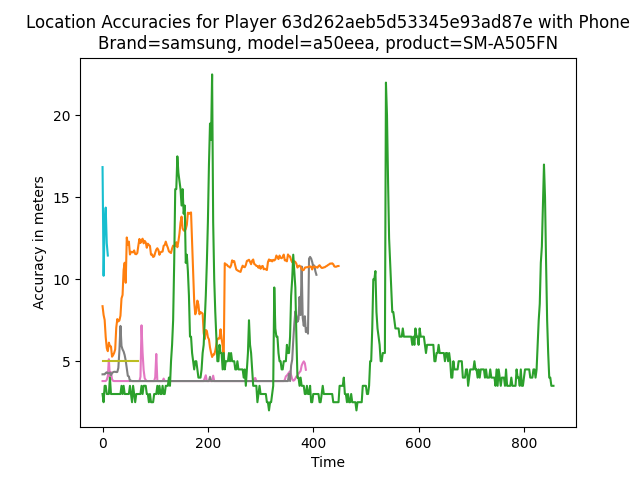 Location Accuracies for Player 63d262aeb5d53345e93ad87e with Phone
Brand=samsung, model=a50eea, product=SM-A505FN
Accuracy in meters
20
15
10
5
0
200
400
600
800
Time